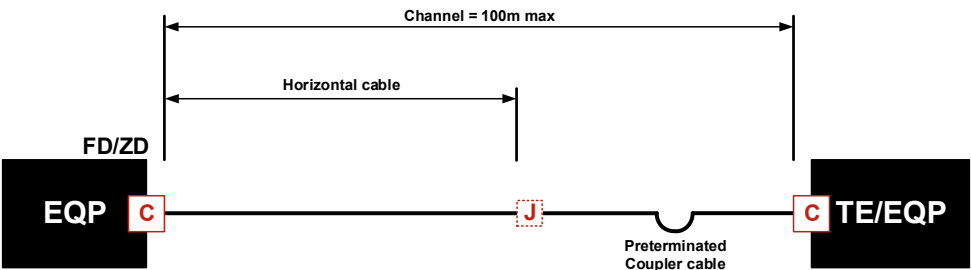 Channel = 100m max
Horizontal cable
FD/ZD
EQP
C
J
C
TE/EQP
Preterminated
Coupler cable